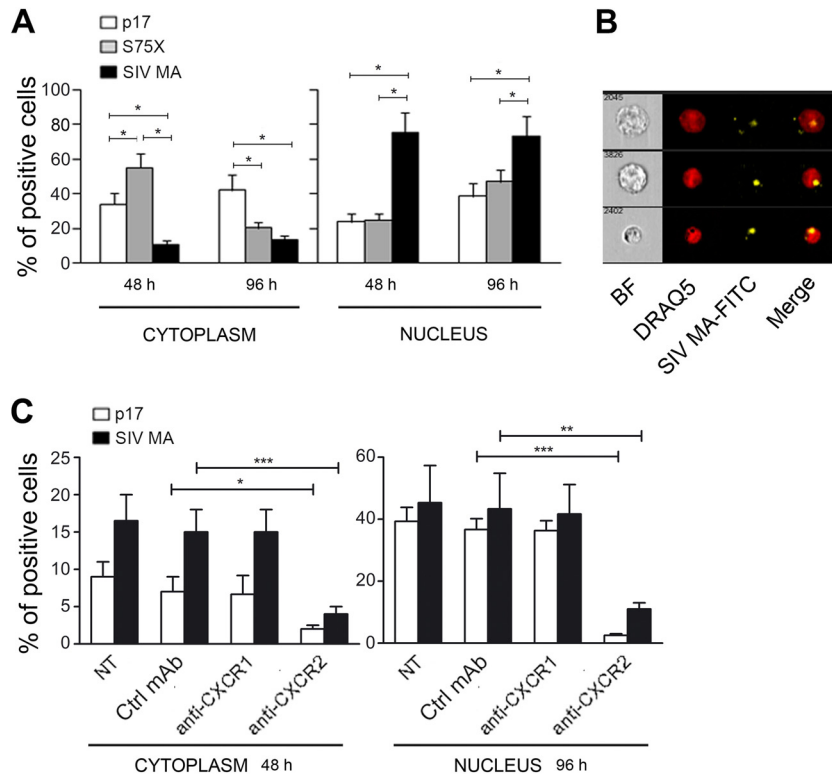 A
p17
S75X
SIV MA
% of positive cells
100
80
60
40
20
0
* * * * *
* * * *
48 h 96 h 48 h 96 h
CYTOPLASM NUCLEUS
B
2045
3826
2402
BF DRAQ5 SIV MA-FITC Merge
C
p17
SIV MA
% of positive cells
25
20
15
10
5
0
***
*
NT Ctrl mAb anti-CXCR1 anti-CXCR2
CYTOPLASM 48 h
60
40
20
0
**
***
NT Ctrl mAb anti-CXCR1 anti-CXCR2
NUCLEUS 96 h